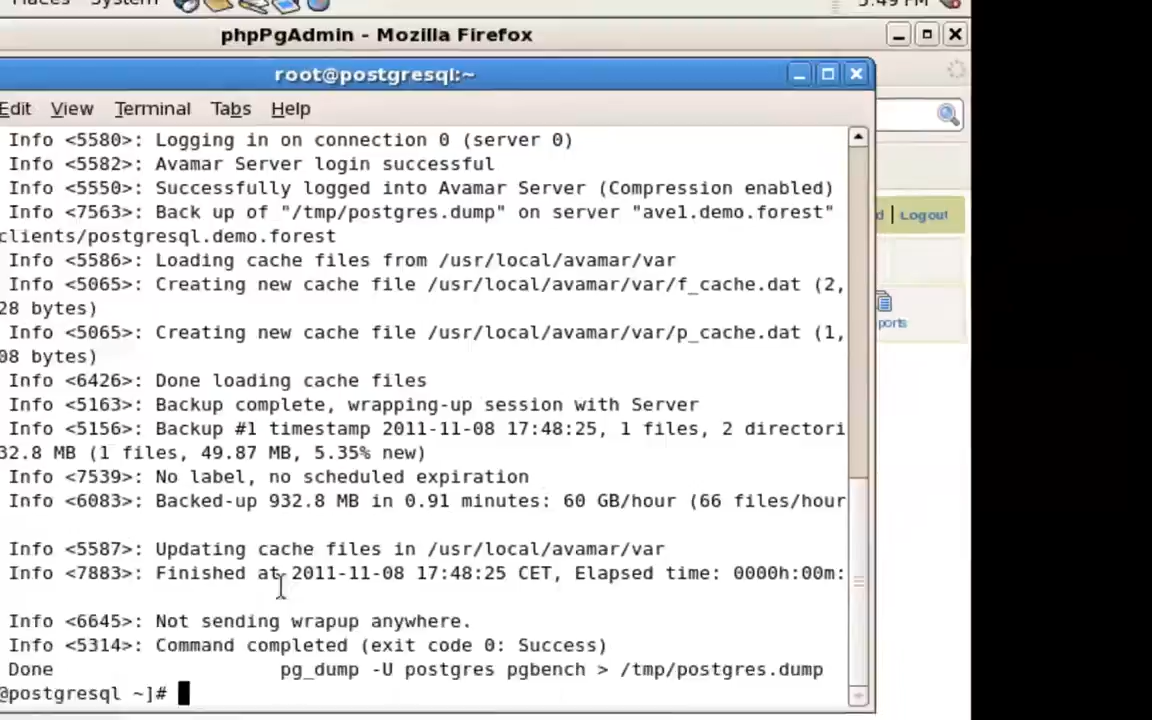 Places System 5:49 PM
phpPgAdmin - Mozilla Firefox
root@postgresql:~
Edit View Terminal Tabs Help
Info <5580>: Logging in on connection 0 (server 0)
Info <5582>: Avamar Server login successful
Info <5550>: Successfully logged into Avamar Server (Compression enabled)
Info <7563>: Back up of "/tmp/postgres.dump" on server "ave1.demo.forest"
clients/postgresql.demo.forest
Info <5586>: Loading cache files from /usr/local/avamar/var
Info <5065>: Creating new cache file /usr/local/avamar/var/f_cache.dat (2,
28 bytes)
Info <5065>: Creating new cache file /usr/local/avamar/var/p_cache.dat (1,
08 bytes)
Info <6426>: Done loading cache files
Info <5163>: Backup complete, wrapping-up session with Server
Info <5156>: Backup #1 timestamp 2011-11-08 17:48:25, 1 files, 2 directori
32.8 MB (1 files, 49.87 MB, 5.35% new)
Info <7539>: No label, no scheduled expiration
Info <6083>: Backed-up 932.8 MB in 0.91 minutes: 60 GB/hour (66 files/hour
Info <5587>: Updating cache files in /usr/local/avamar/var
Info <7883>: Finished at 2011-11-08 17:48:25 CET, Elapsed time: 0000h:00m:
Info <6645>: Not sending wrapup anywhere.
Info <5314>: Command completed (exit code 0: Success)
Done pg_dump -U postgres pgbench > /tmp/postgres.dump
@postgresql ~]#
d | Logout
ports